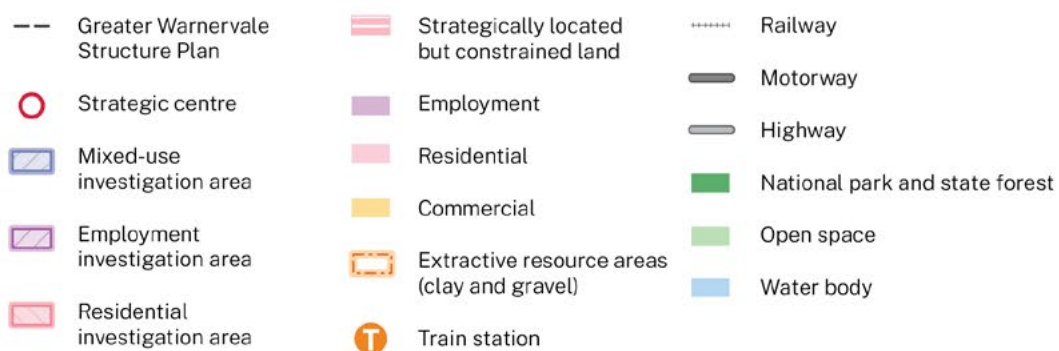 Greater Warnervale
Structure Plan
Strategic centre
Mixed-use
investigation area
Employment
investigation area
Residential
investigation area
Strategically located
but constrained land
Employment
Residential
Commercial
Extractive resource areas
(clay and gravel)
T
Train station
Railway
Motorway
Highway
National park and state forest
Open space
Water body